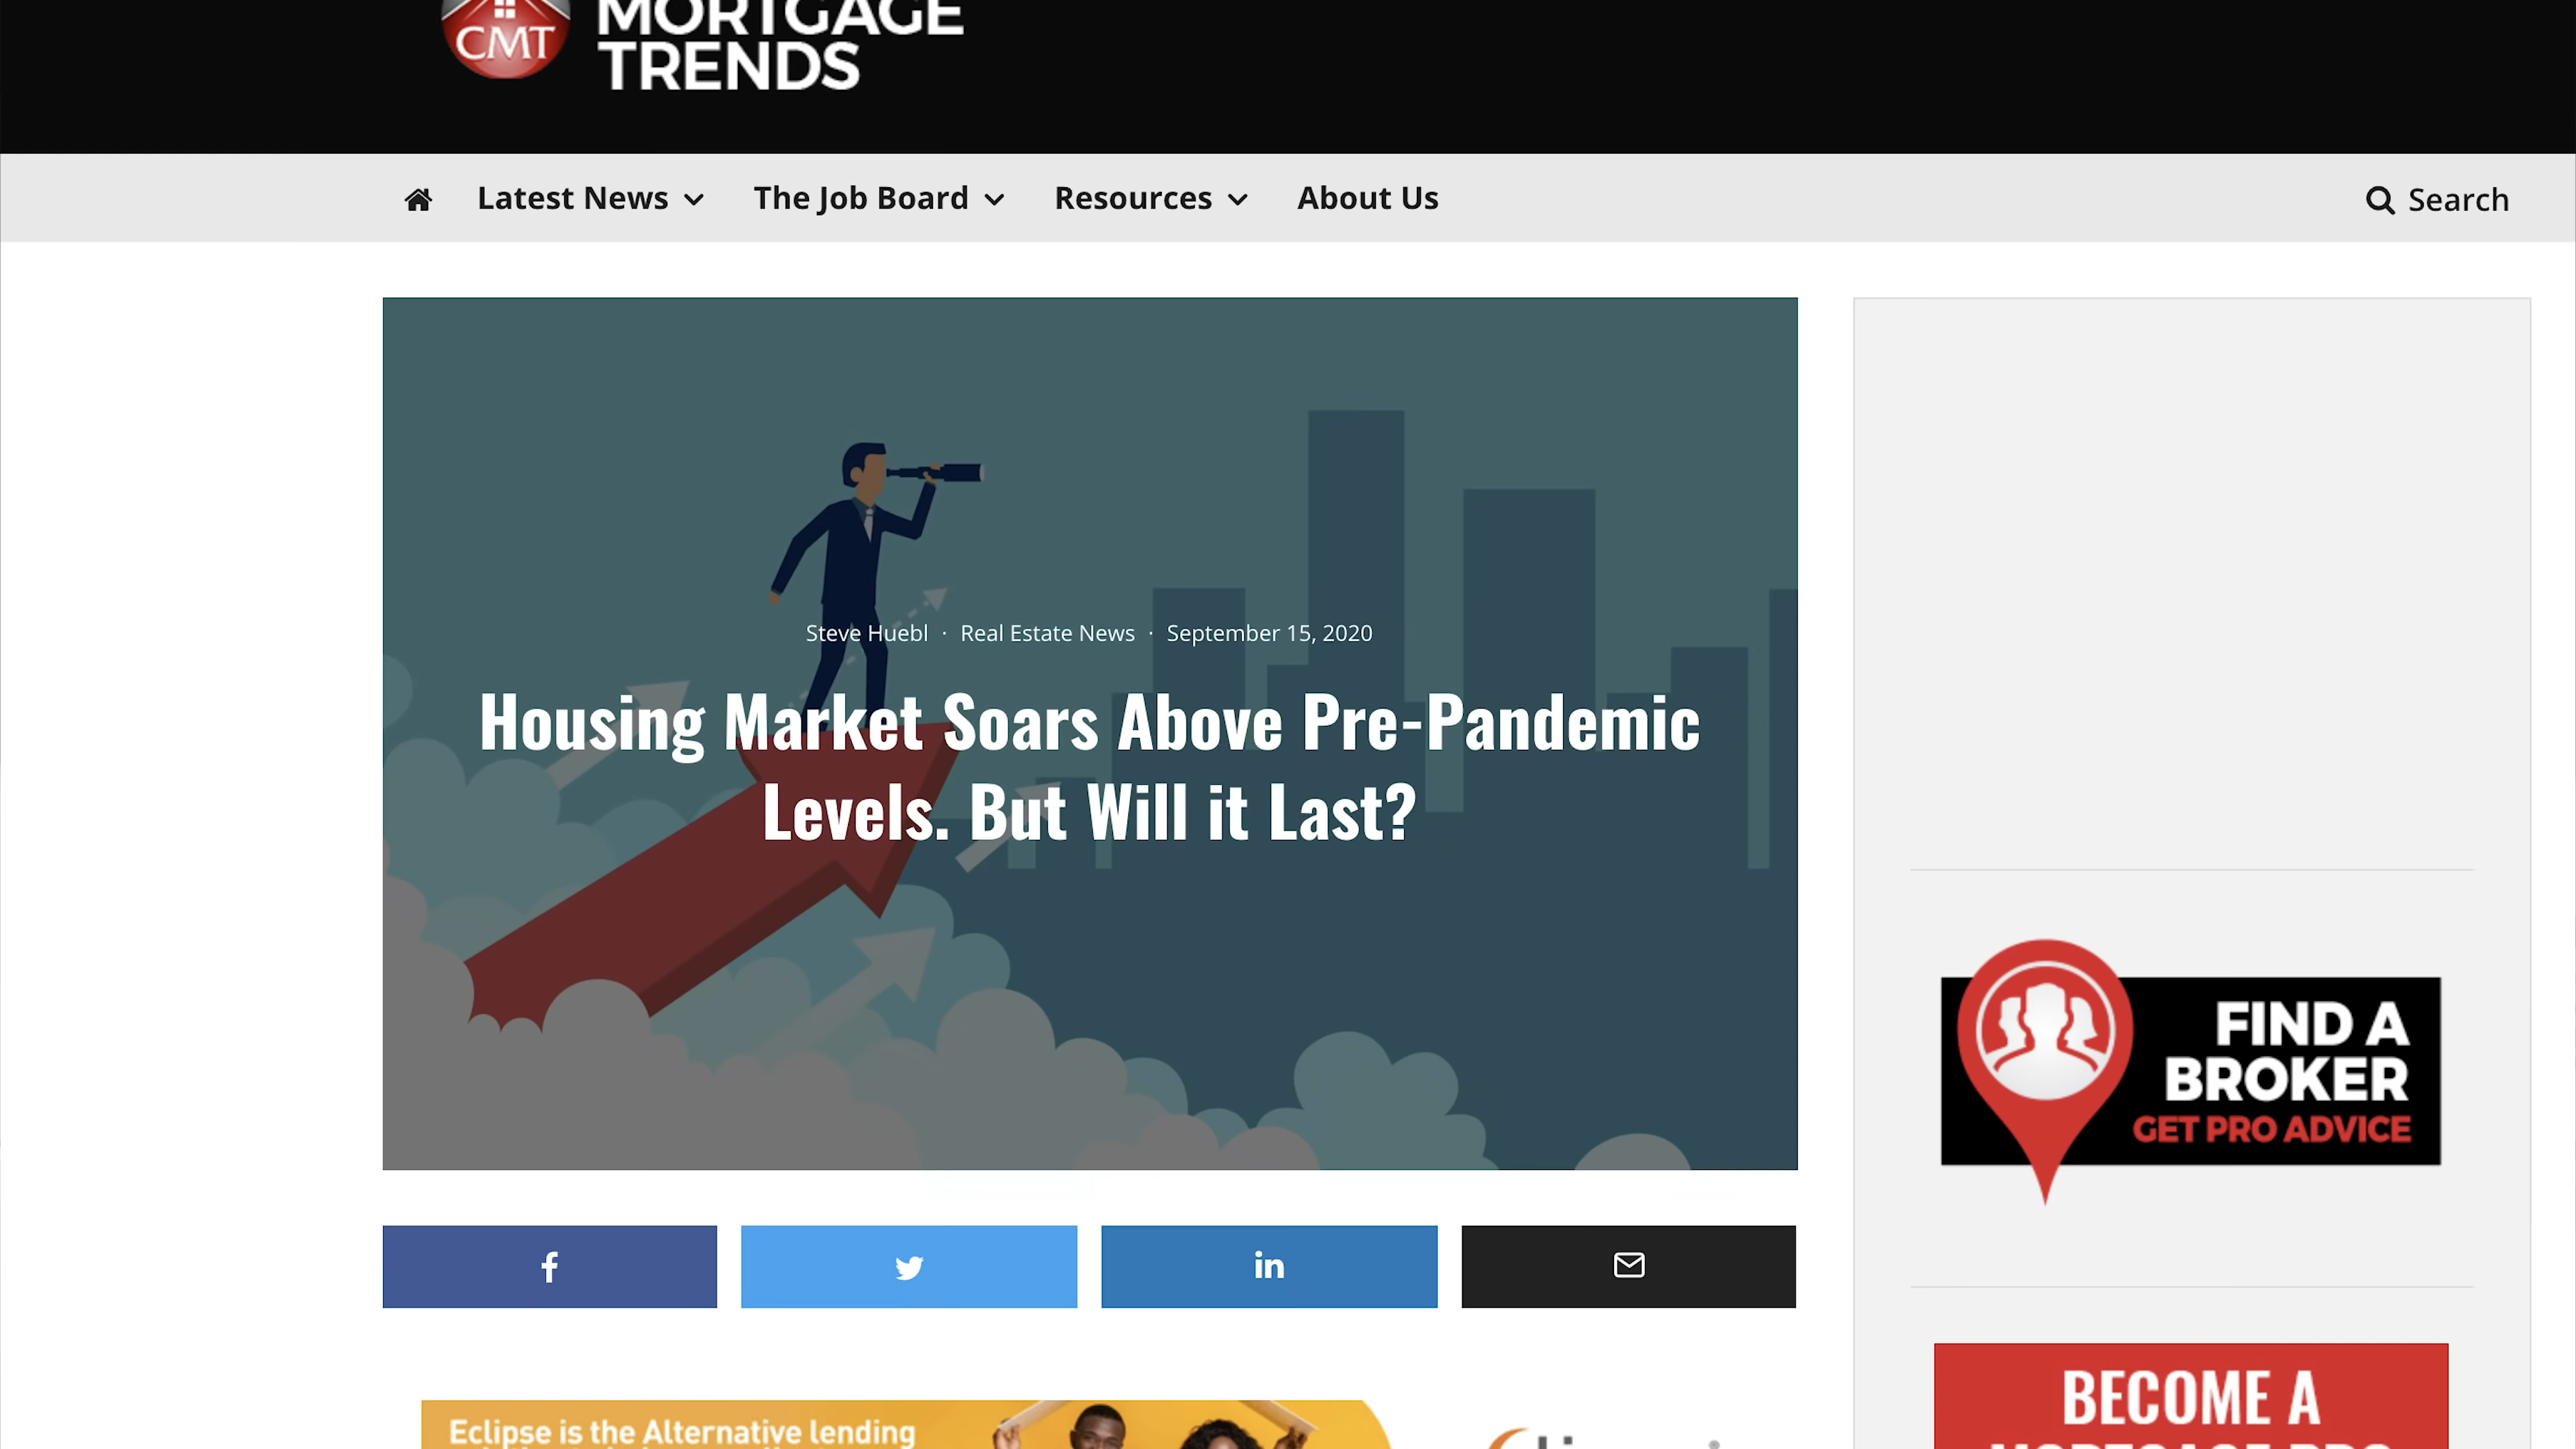 MORTGAGE
TRENDS
CMT
Latest News
The Job Board
Resources
About Us
Search
Steve Huebl · Real Estate News · September 15, 2020
Housing Market Soars Above Pre-Pandemic
Levels. But Will it Last?
FIND A
BROKER
GET PRO ADVICE
f
in
BECOME A
Eclipse is the Alternative lending